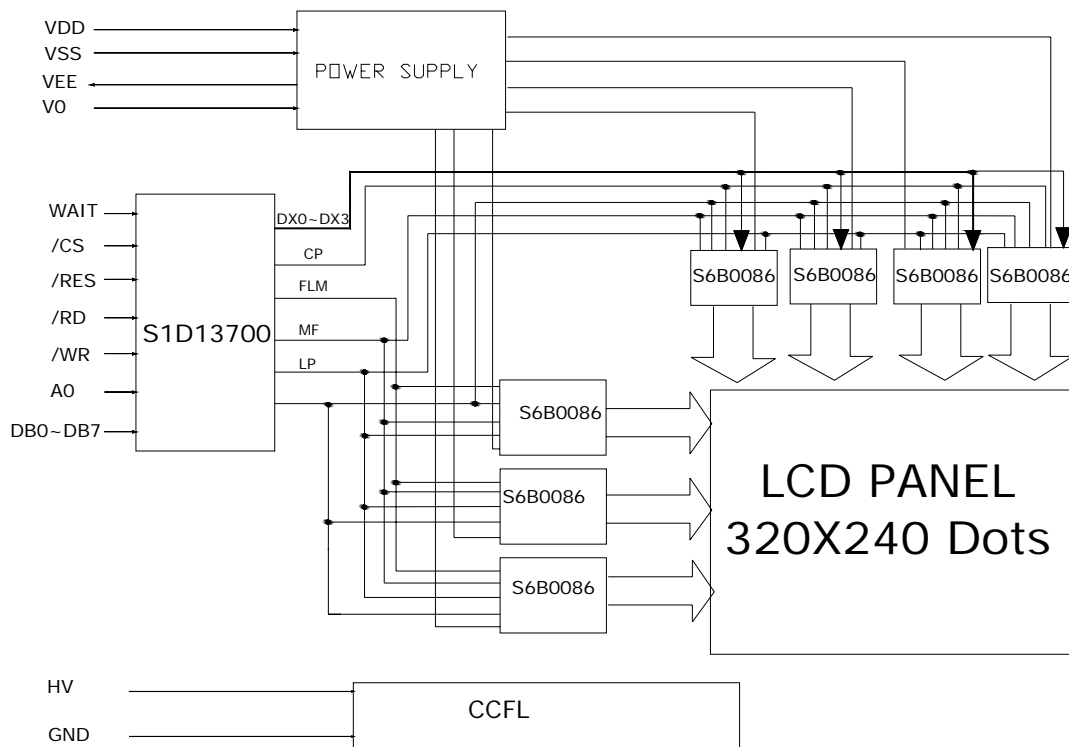 VDD
VSS
VEE
V0
POWER SUPPLY
WAIT
/CS
/RES
/RD
/WR
A0
DB0~DB7
S1D13700
DX0~DX3
CP
FLM
MF
LP
S6B0086
S6B0086
S6B0086
S6B0086
S6B0086
S6B0086
S6B0086
LCD PANEL
320X240 Dots
HV
GND
CCFL